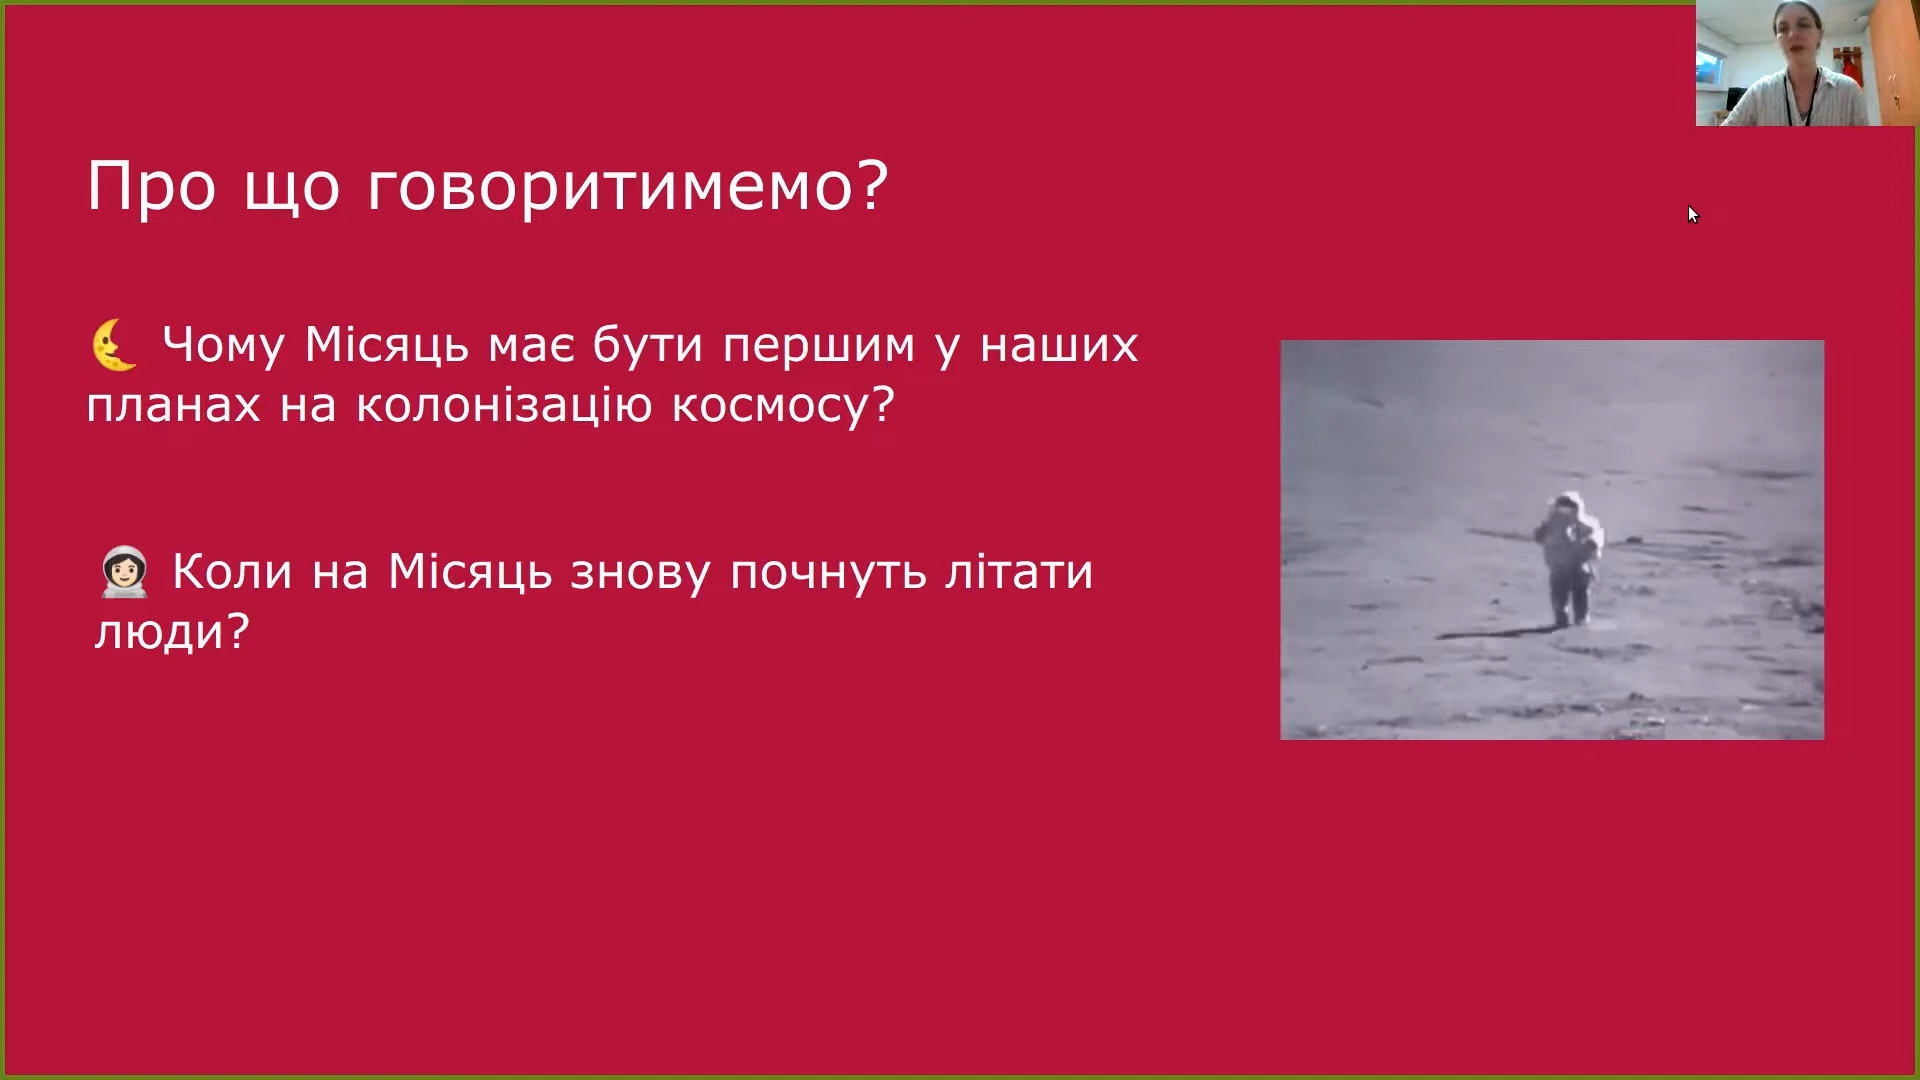 Про що говоритимемо?
Чому Місяць має бути першим у наших
планах на колонізацію космосу?
Коли на Місяць знову почнуть літати
люди?